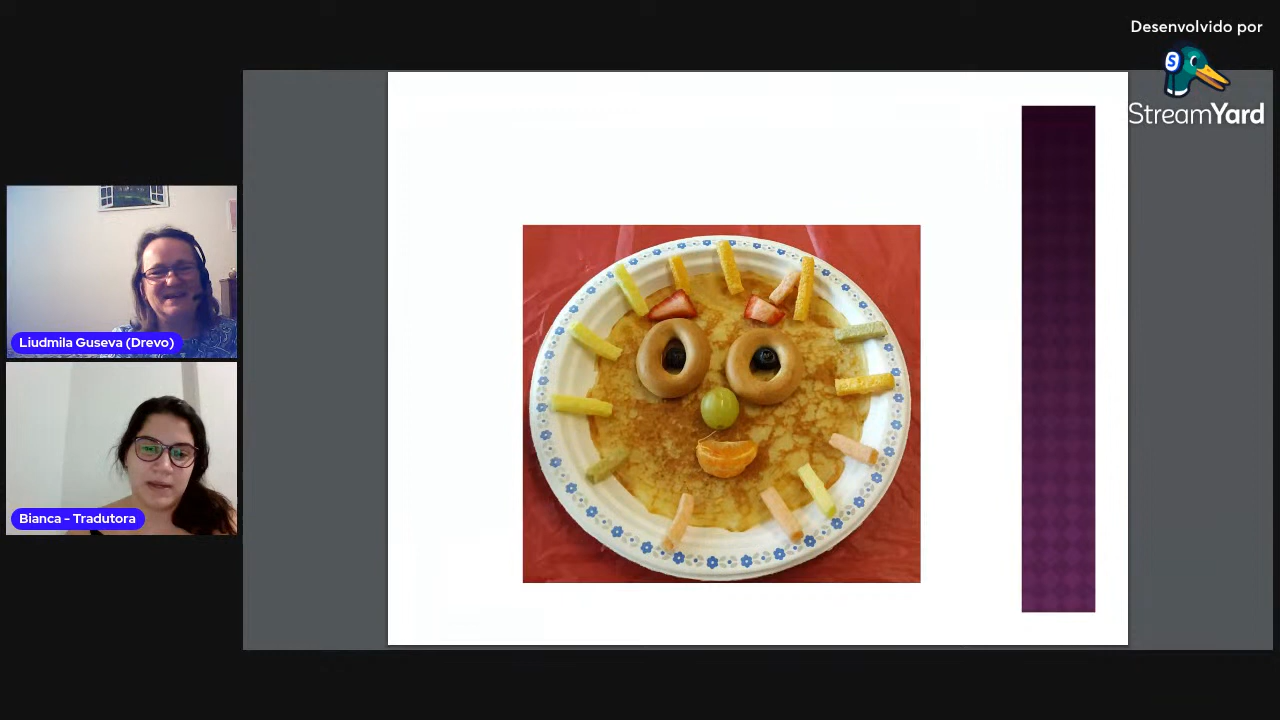 Desenvolvido por
S
StreamYard
Liudmila Guseva (Drevo)
Bianca - Tradutora